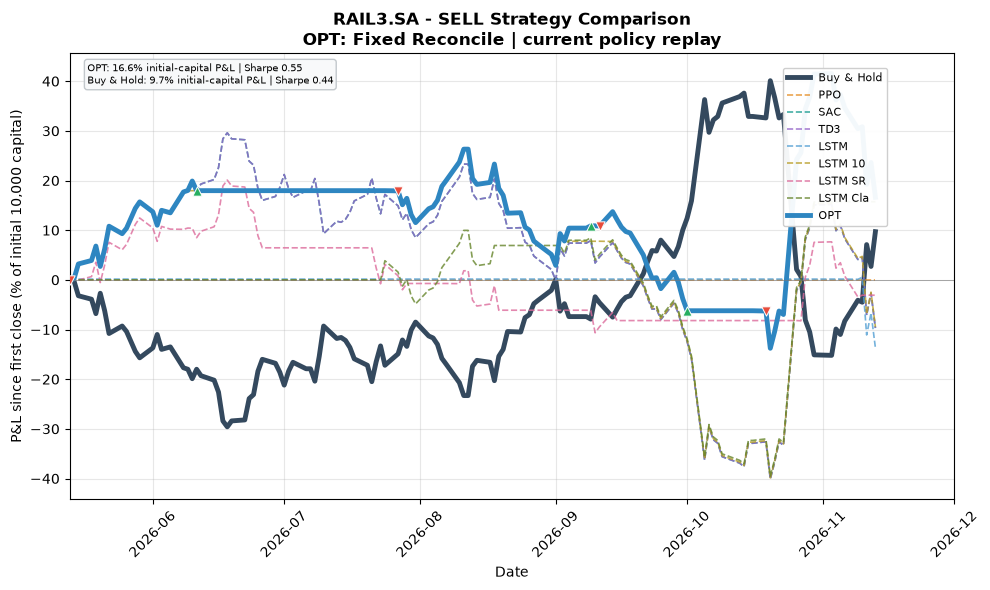 RAIL3.SA - SELL Strategy Comparison
OPT: Fixed Reconcile | current policy replay
OPT: 16.6% initial-capital P&L | Sharpe 0.55
Buy & Hold: 9.7% initial-capital P&L | Sharpe 0.44
Buy & Hold
PPO
SAC
TD3
LSTM
LSTM 10
LSTM SR
LSTM Cla
OPT
P&L since first close (% of initial 10,000 capital)
40
30
20
10
0
−10
−20
−30
−40
2026-06
2026-07
2026-08
2026-09
2026-10
2026-11
2026-12
Date